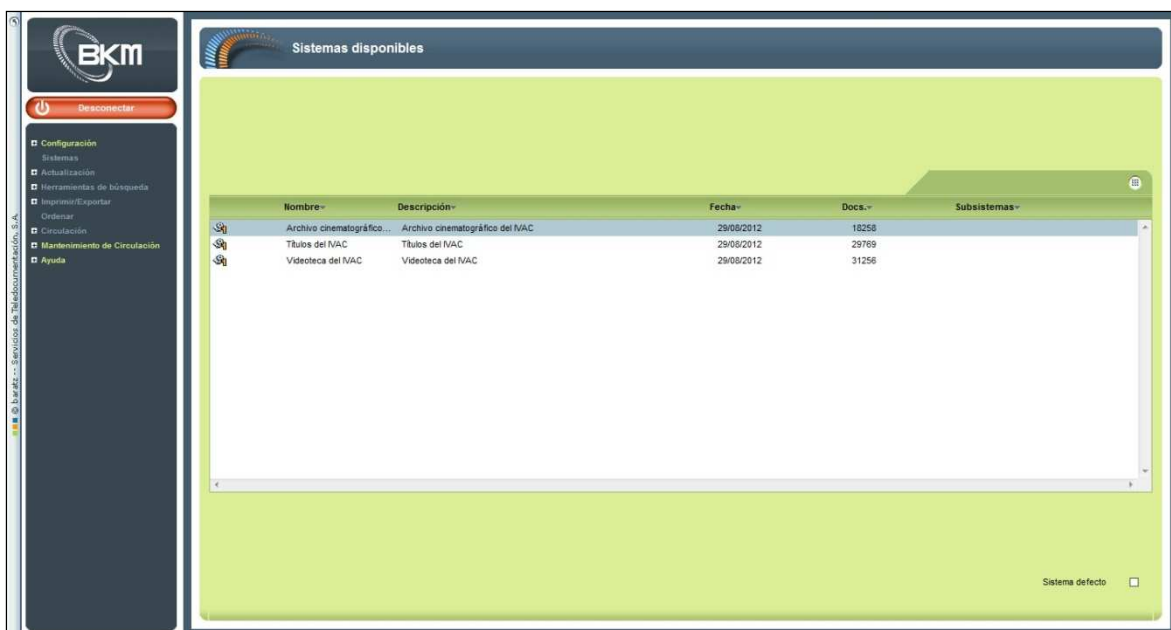 BKM
Sistemas disponibles
Desconectar
Configuración
Sistemas
Actualización
Herramientas de búsqueda
Imprimir/Exportar
Ordenar
Circulación
Mantenimiento de Circulación
Ayuda
© baratz -- Servicios de Teledocumentación, S.A.
Nombre Descripción Fecha Docs. Subsistemas
Archivo cinematográfico... Archivo cinematográfico del IVAC 29/08/2012 18258
Títulos del IVAC Títulos del IVAC 29/08/2012 29769
Videoteca del IVAC Videoteca del IVAC 29/08/2012 31256
Sistema defecto